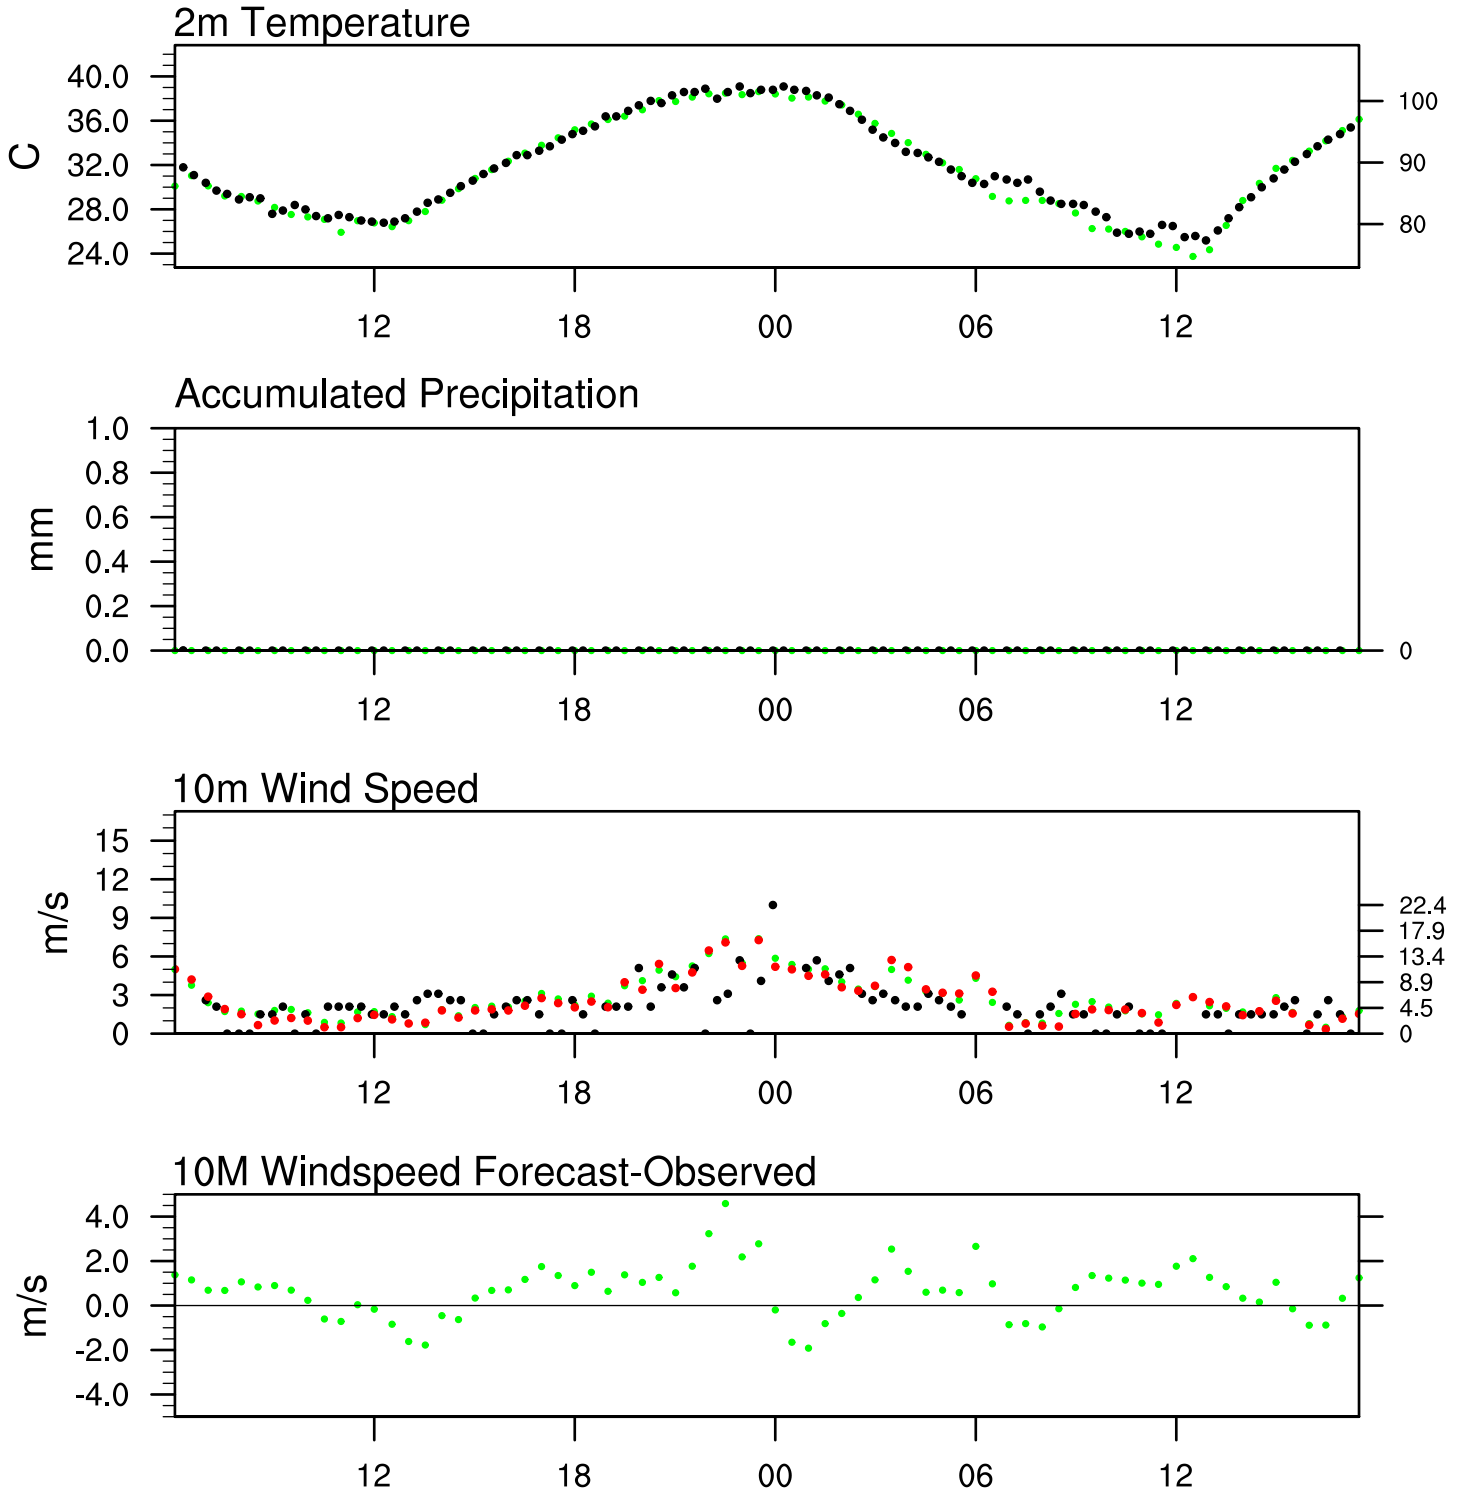 2m Temperature
40.0
36.0
32.0
28.0
24.0
C
100
90
80
12 18 00 06 12
Accumulated Precipitation
1.0
0.8
0.6
0.4
0.2
0.0
mm
0
12 18 00 06 12
10m Wind Speed
15
12
9
6
3
0
m/s
22.4
17.9
13.4
8.9
4.5
0
12 18 00 06 12
10M Windspeed Forecast-Observed
4.0
2.0
0.0
-2.0
-4.0
m/s
12 18 00 06 12